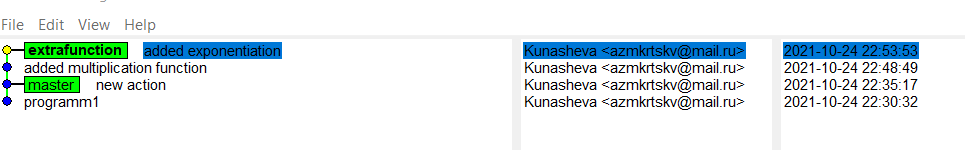 File Edit View Help
extrafunction added exponentiation Kunasheva <azmkrtskv@mail.ru> 2021-10-24 22:53:53
added multiplication function Kunasheva <azmkrtskv@mail.ru> 2021-10-24 22:48:49
master new action Kunasheva <azmkrtskv@mail.ru> 2021-10-24 22:35:17
programm1 Kunasheva <azmkrtskv@mail.ru> 2021-10-24 22:30:32